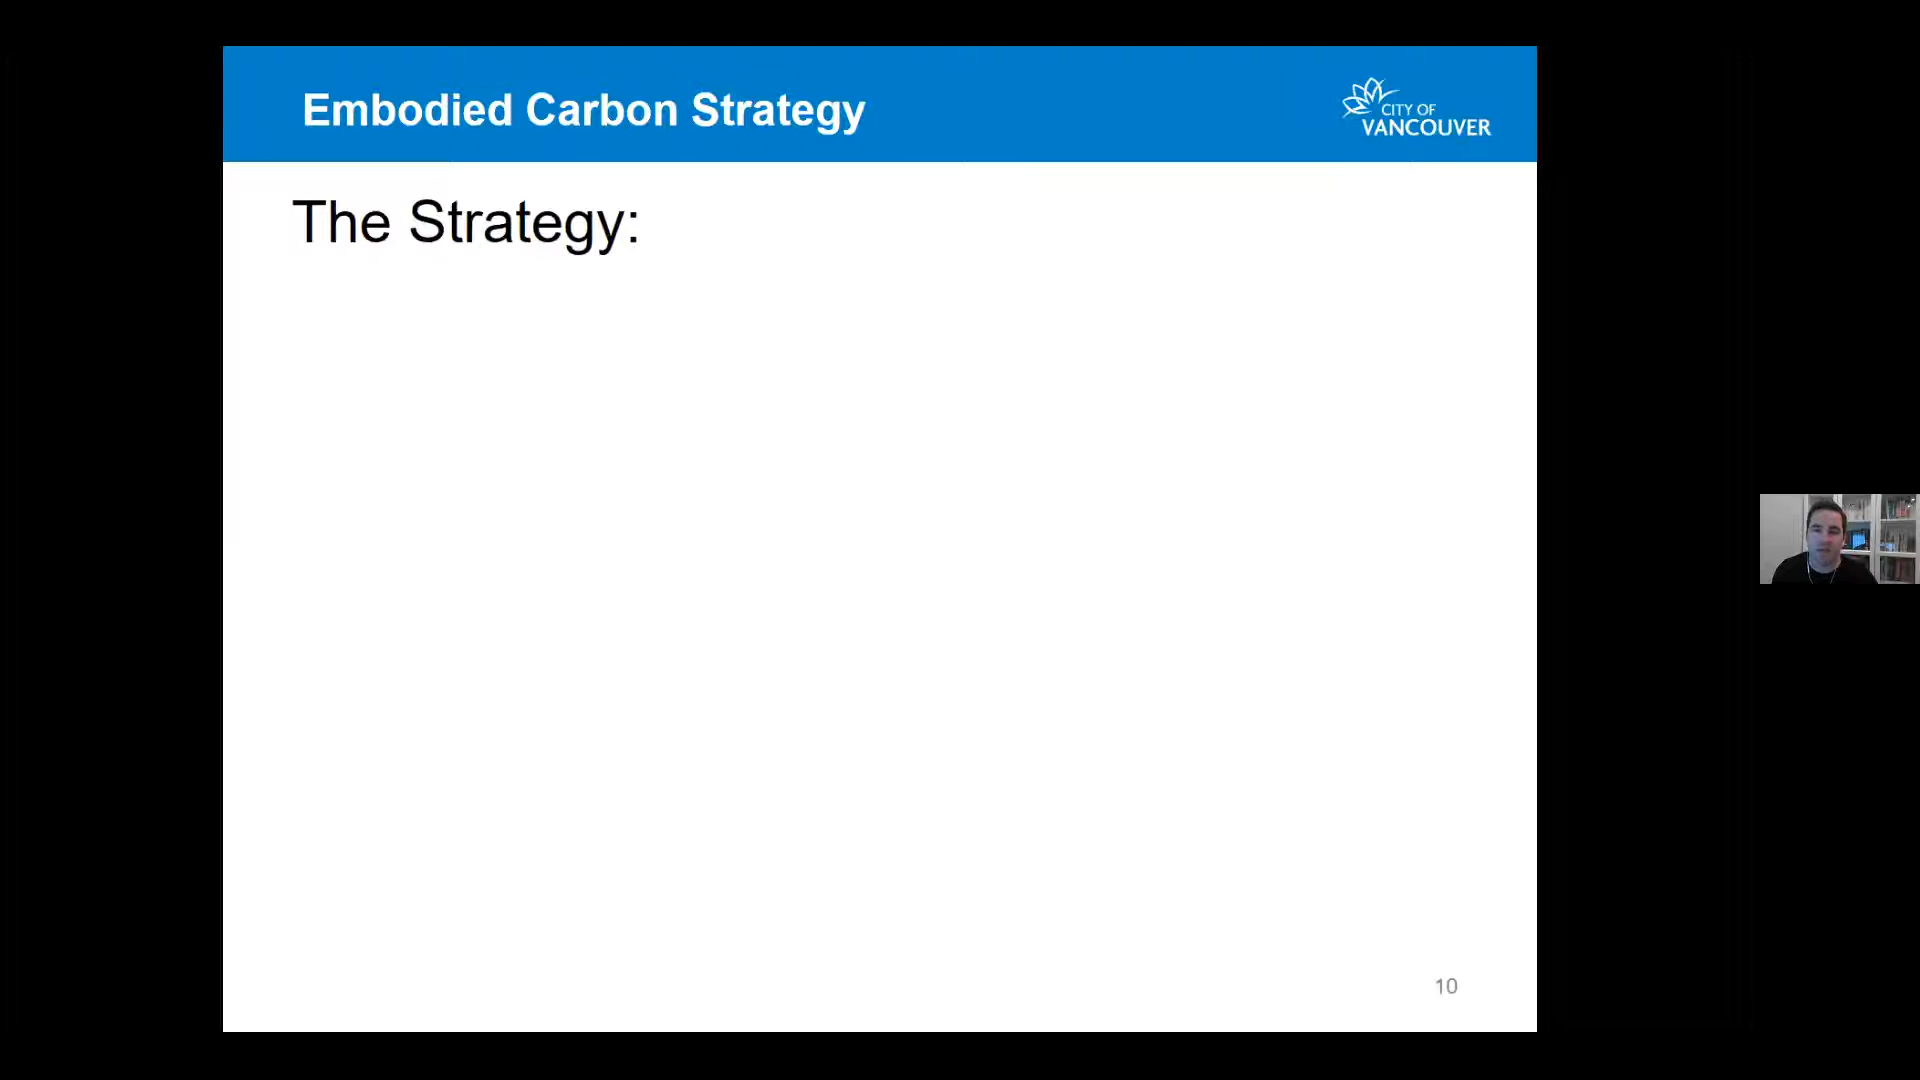 Embodied Carbon Strategy
CITY OF
VANCOUVER
The Strategy:
10